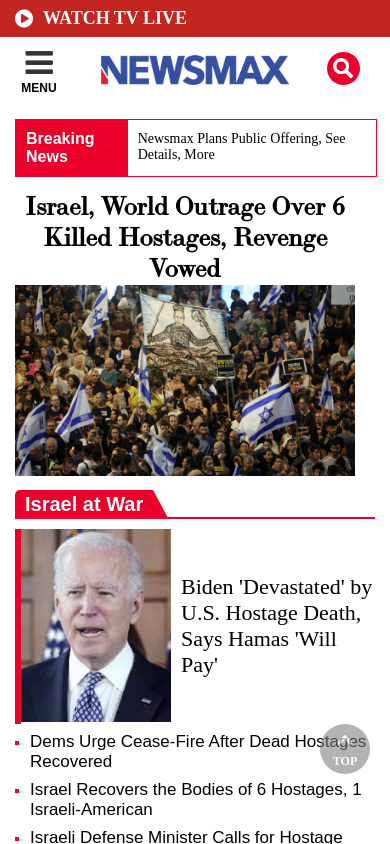 WATCH TV LIVE
MENU
NEWSMAX
Breaking
News
Newsmax Plans Public Offering, See
Details, More
Israel, World Outrage Over 6
Killed Hostages, Revenge
Vowed
Israel at War
Biden 'Devastated' by
U.S. Hostage Death,
Says Hamas 'Will
Pay'
Dems Urge Cease-Fire After Dead Hostages
Recovered
TOP
Israel Recovers the Bodies of 6 Hostages, 1
Israeli-American
Israeli Defense Minister Calls for Hostage